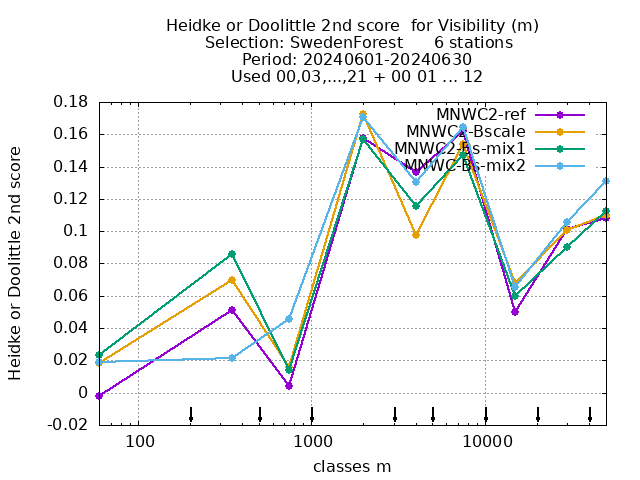 Heidke or Doolittle 2nd score  for Visibility (m)
Selection: SwedenForest      6 stations
Period: 20240601-20240630
Used 00,03,...,21 + 00 01 ... 12
Heidke or Doolittle 2nd score
0.18
0.16
0.14
0.12
0.1
0.08
0.06
0.04
0.02
0
-0.02
MNWC2-ref
MNWC2-Bscale
MNWC2-Bs-mix1
MNWC-Bs-mix2
100
1000
10000
classes m